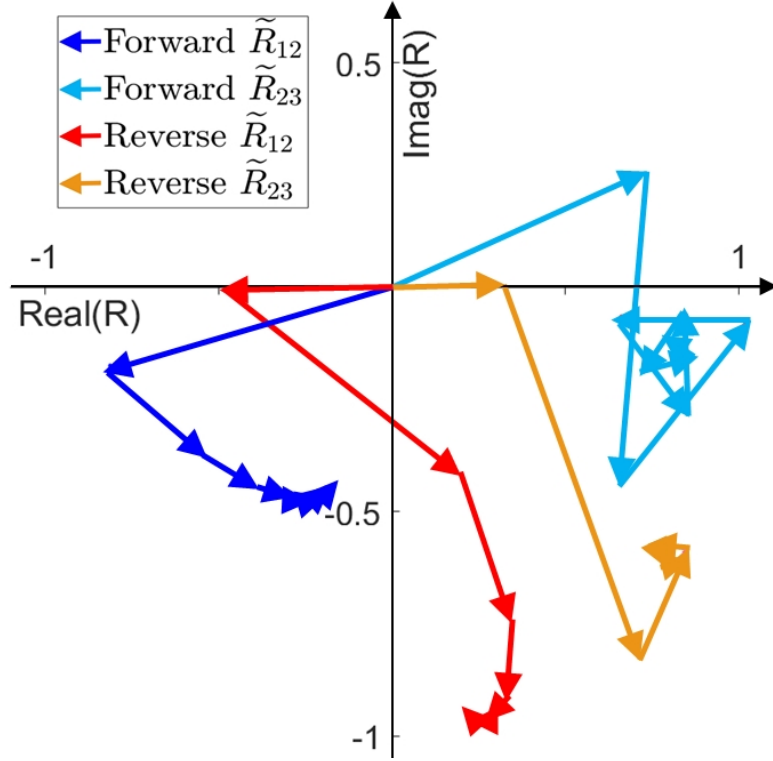 Forward R̃₁₂
Forward R̃₂₃
Reverse R̃₁₂
Reverse R̃₂₃
0.5
Imag(R)
-1
1
Real(R)
-0.5
-1